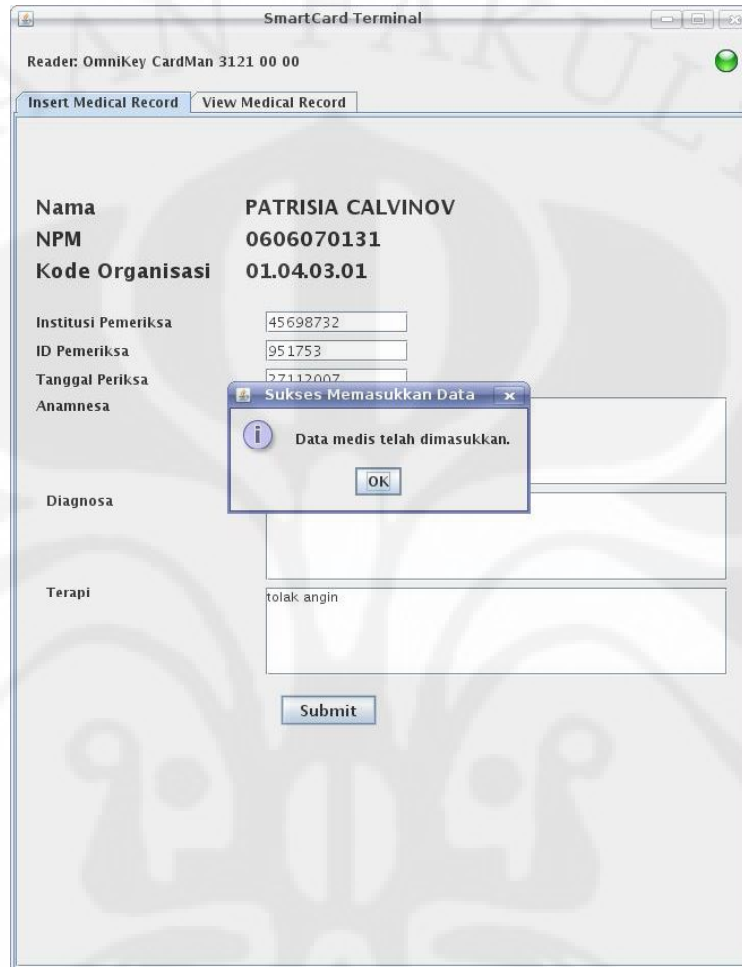 SmartCard Terminal
Reader: OmniKey CardMan 3121 00 00
Insert Medical Record View Medical Record
Nama PATRISIA CALVINOV
NPM 0606070131
Kode Organisasi 01.04.03.01
Institusi Pemeriksa 45698732
ID Pemeriksa 951753
Tanggal Periksa 27112007
Sukses Memasukkan Data
Anamnesa
Data medis telah dimasukkan.
OK
Diagnosa
Terapi tolak angin
Submit